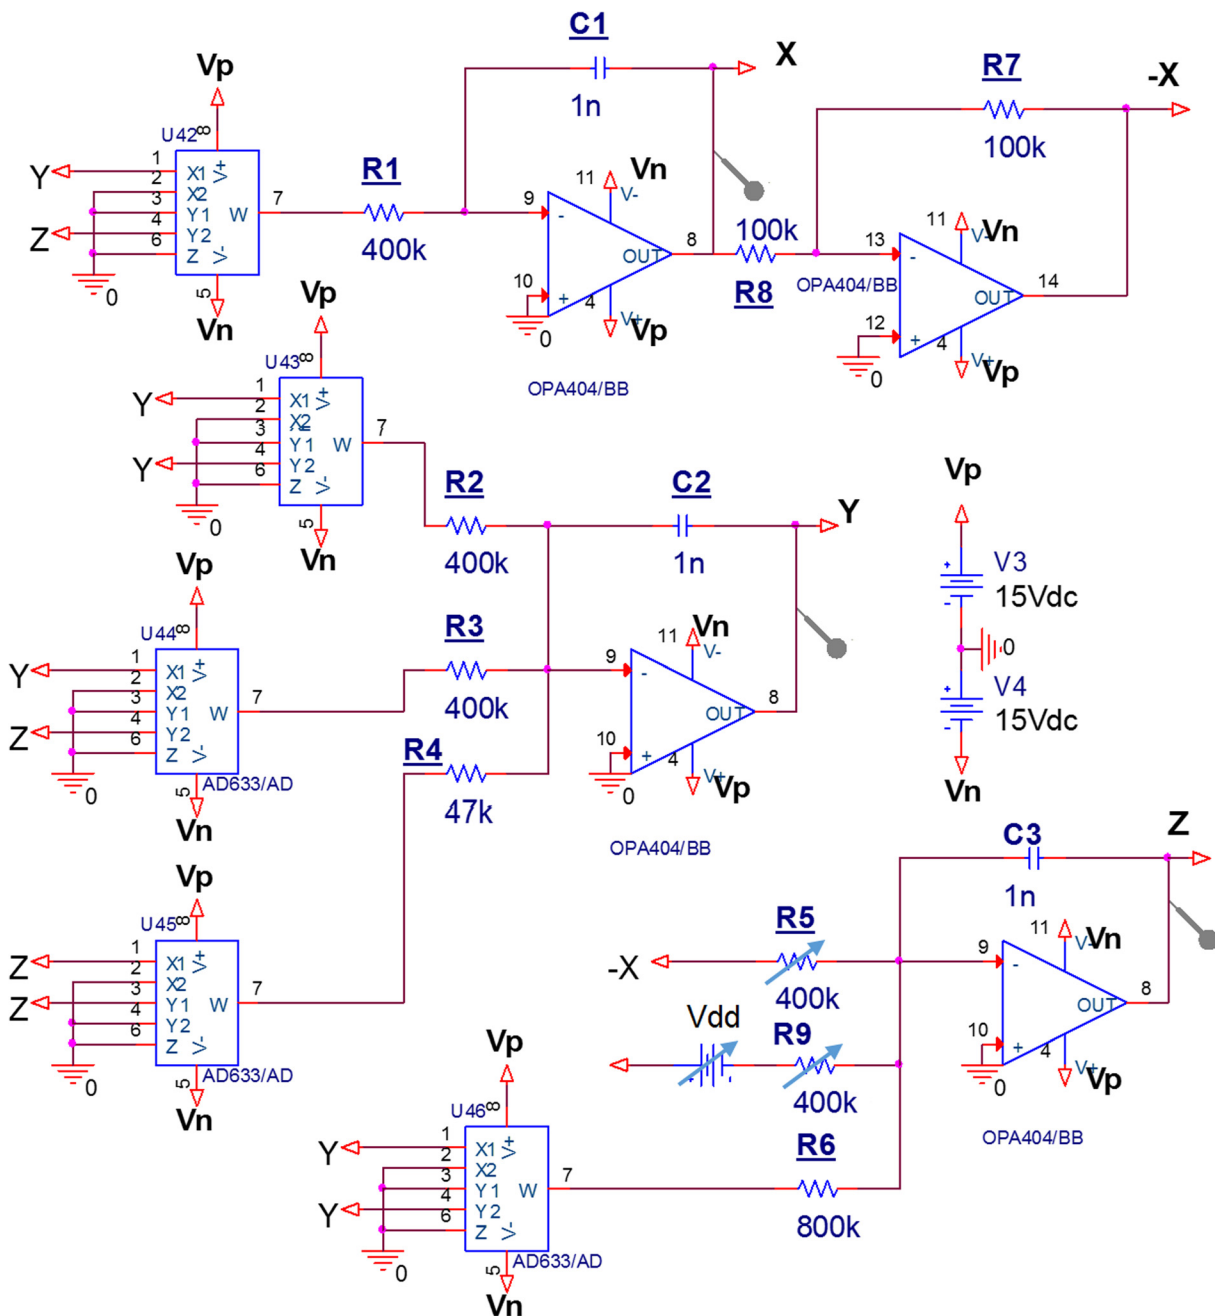 C1
1n
X
R7
100k
-X
Vp
U42
8
1
2
3
4
6
X1
X2
Y1
Y2
Z
V+
V-
W
7
5
Y
Z
0
Vn
R1
400k
9
10
11
Vn
V-
-
+
OUT
8
4
V+
Vp
0
OPA404/BB
100k
R8
13
12
11
Vn
V-
-
+
OUT
14
4
V+
Vp
0
OPA404/BB
Vp
U43
8
1
2
3
4
6
X1
X2
Y1
Y2
Z
V+
V-
W
7
5
Y
Y
0
Vn
R2
400k
C2
1n
Y
Vp
U44
8
1
2
3
4
6
X1
X2
Y1
Y2
Z
V+
V-
W
7
5
Y
Z
0
AD633/AD
Vn
R3
400k
R4
47k
9
10
11
Vn
V-
-
+
OUT
8
4
V+
Vp
0
OPA404/BB
Vp
+
-
V3
15Vdc
0
+
-
V4
15Vdc
Vn
Vp
U45
8
1
2
3
4
6
X1
X2
Y1
Y2
Z
V+
V-
W
7
5
Z
Z
0
AD633/AD
Vn
C3
1n
Z
R5
-X
400k
Vdd
+
-
R9
400k
9
10
11
Vn
V-
-
+
OUT
8
4
V+
Vp
0
OPA404/BB
Vp
U46
8
1
2
3
4
6
X1
X2
Y1
Y2
Z
V+
V-
W
7
5
Y
Y
0
AD633/AD
Vn
R6
800k